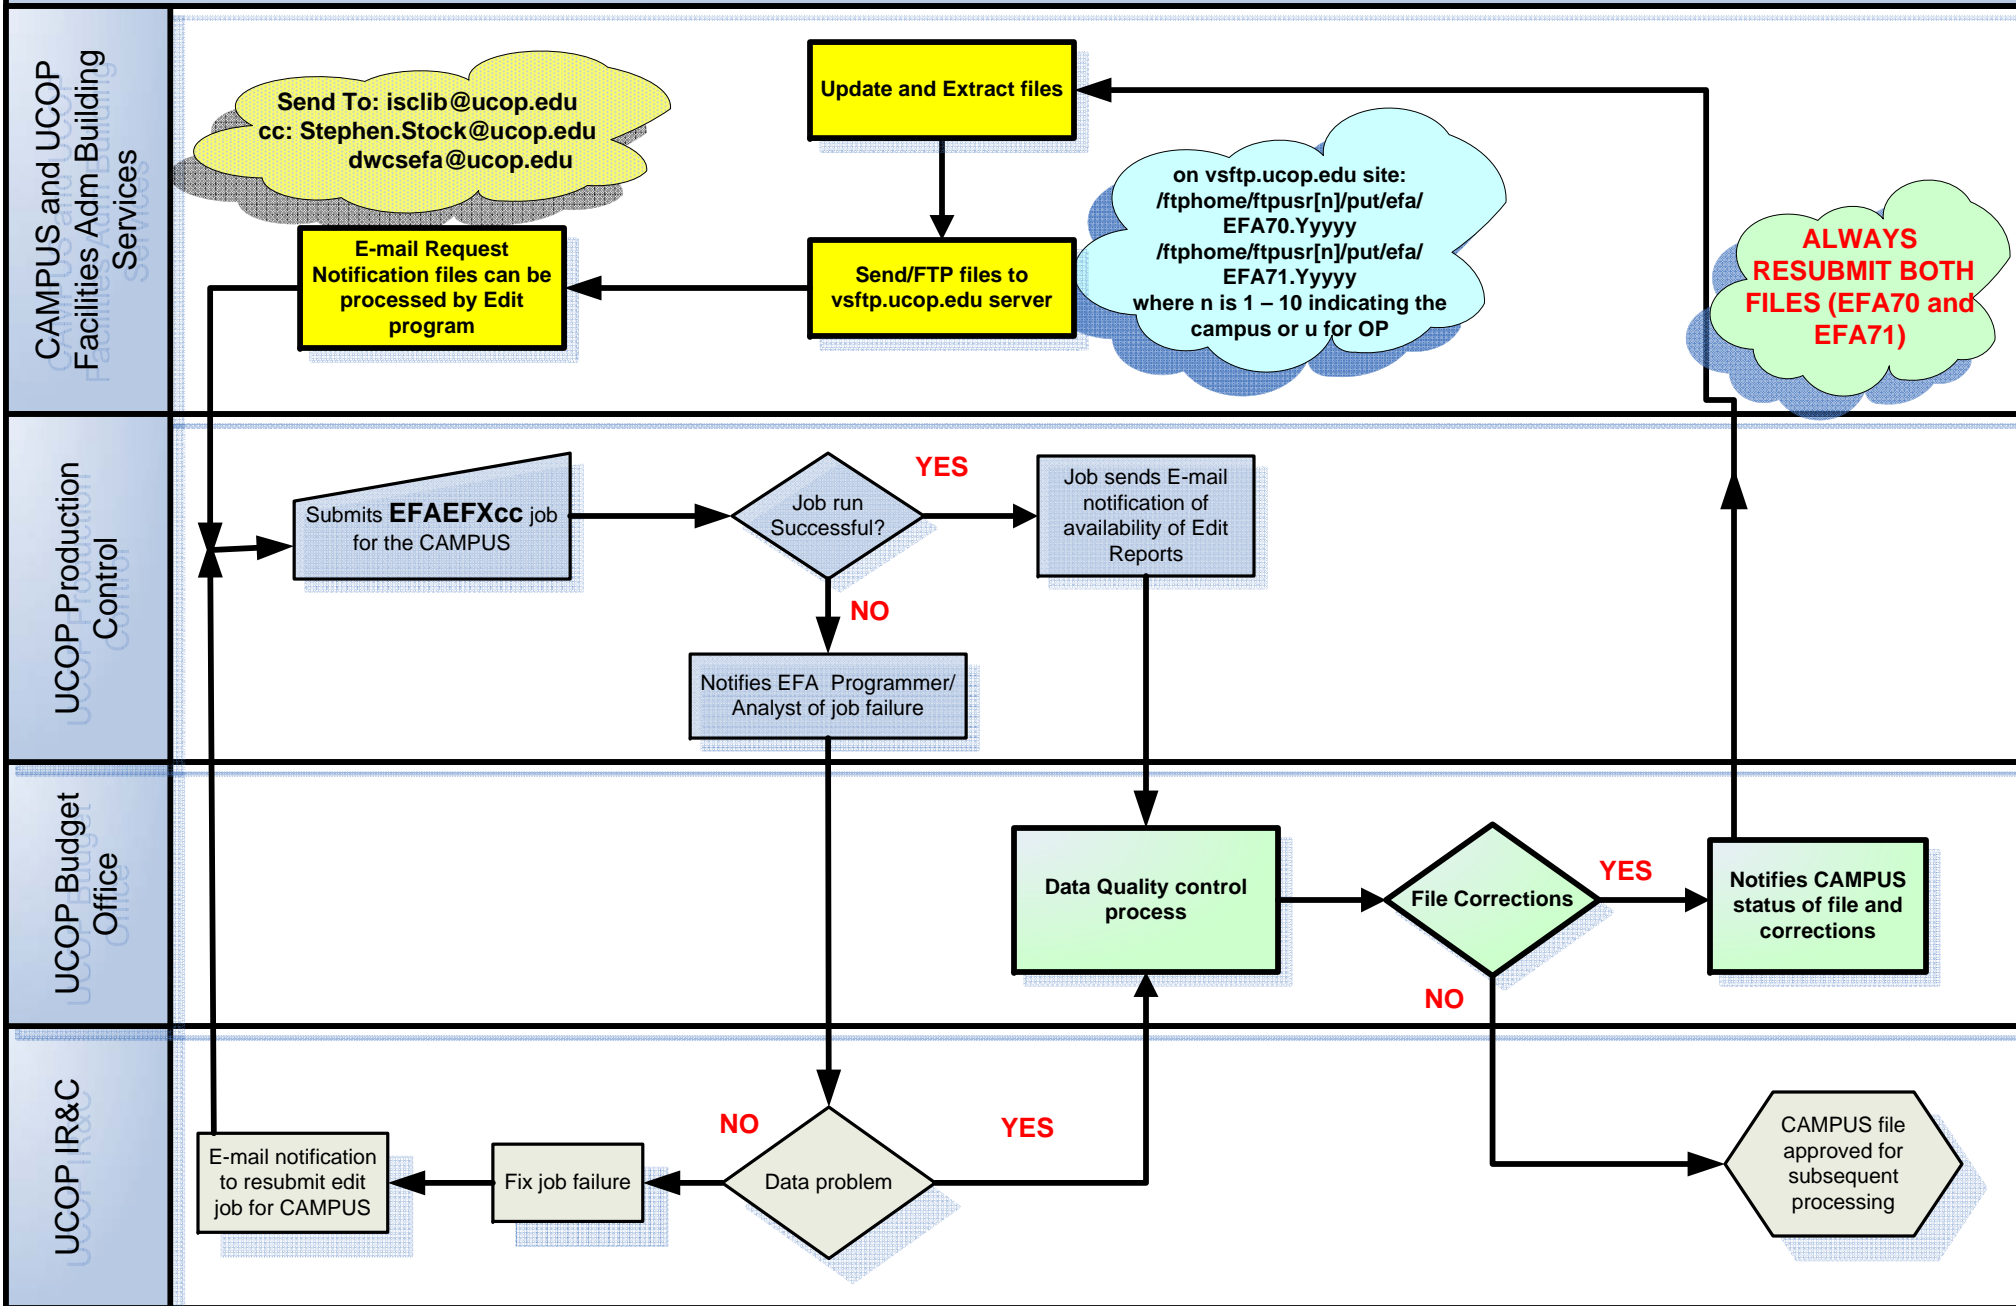 CAMPUS and UCOP
Facilities Adm Building
Services
Send To: isclib@ucop.edu
cc: Stephen.Stock@ucop.edu
dwcsefa@ucop.edu
Update and Extract files
on vsftp.ucop.edu site:
/ftphome/ftpusr[n]/put/efa/
EFA70.Yyyyy
/ftphome/ftpusr[n]/put/efa/
EFA71.Yyyyy
where n is 1 – 10 indicating the
campus or u for OP
ALWAYS
RESUBMIT BOTH
FILES (EFA70 and
EFA71)
E-mail Request
Notification files can be
processed by Edit
program
Send/FTP files to
vsftp.ucop.edu server
UCOP Production
Control
Submits EFAEFXcc job
for the CAMPUS
Job run
Successful?
YES
Job sends E-mail
notification of
availability of Edit
Reports
NO
Notifies EFA Programmer/
Analyst of job failure
UCOP Budget
Office
Data Quality control
process
File Corrections
YES
Notifies CAMPUS
status of file and
corrections
NO
UCOP IR&C
E-mail notification
to resubmit edit
job for CAMPUS
Fix job failure
NO
Data problem
YES
CAMPUS file
approved for
subsequent
processing